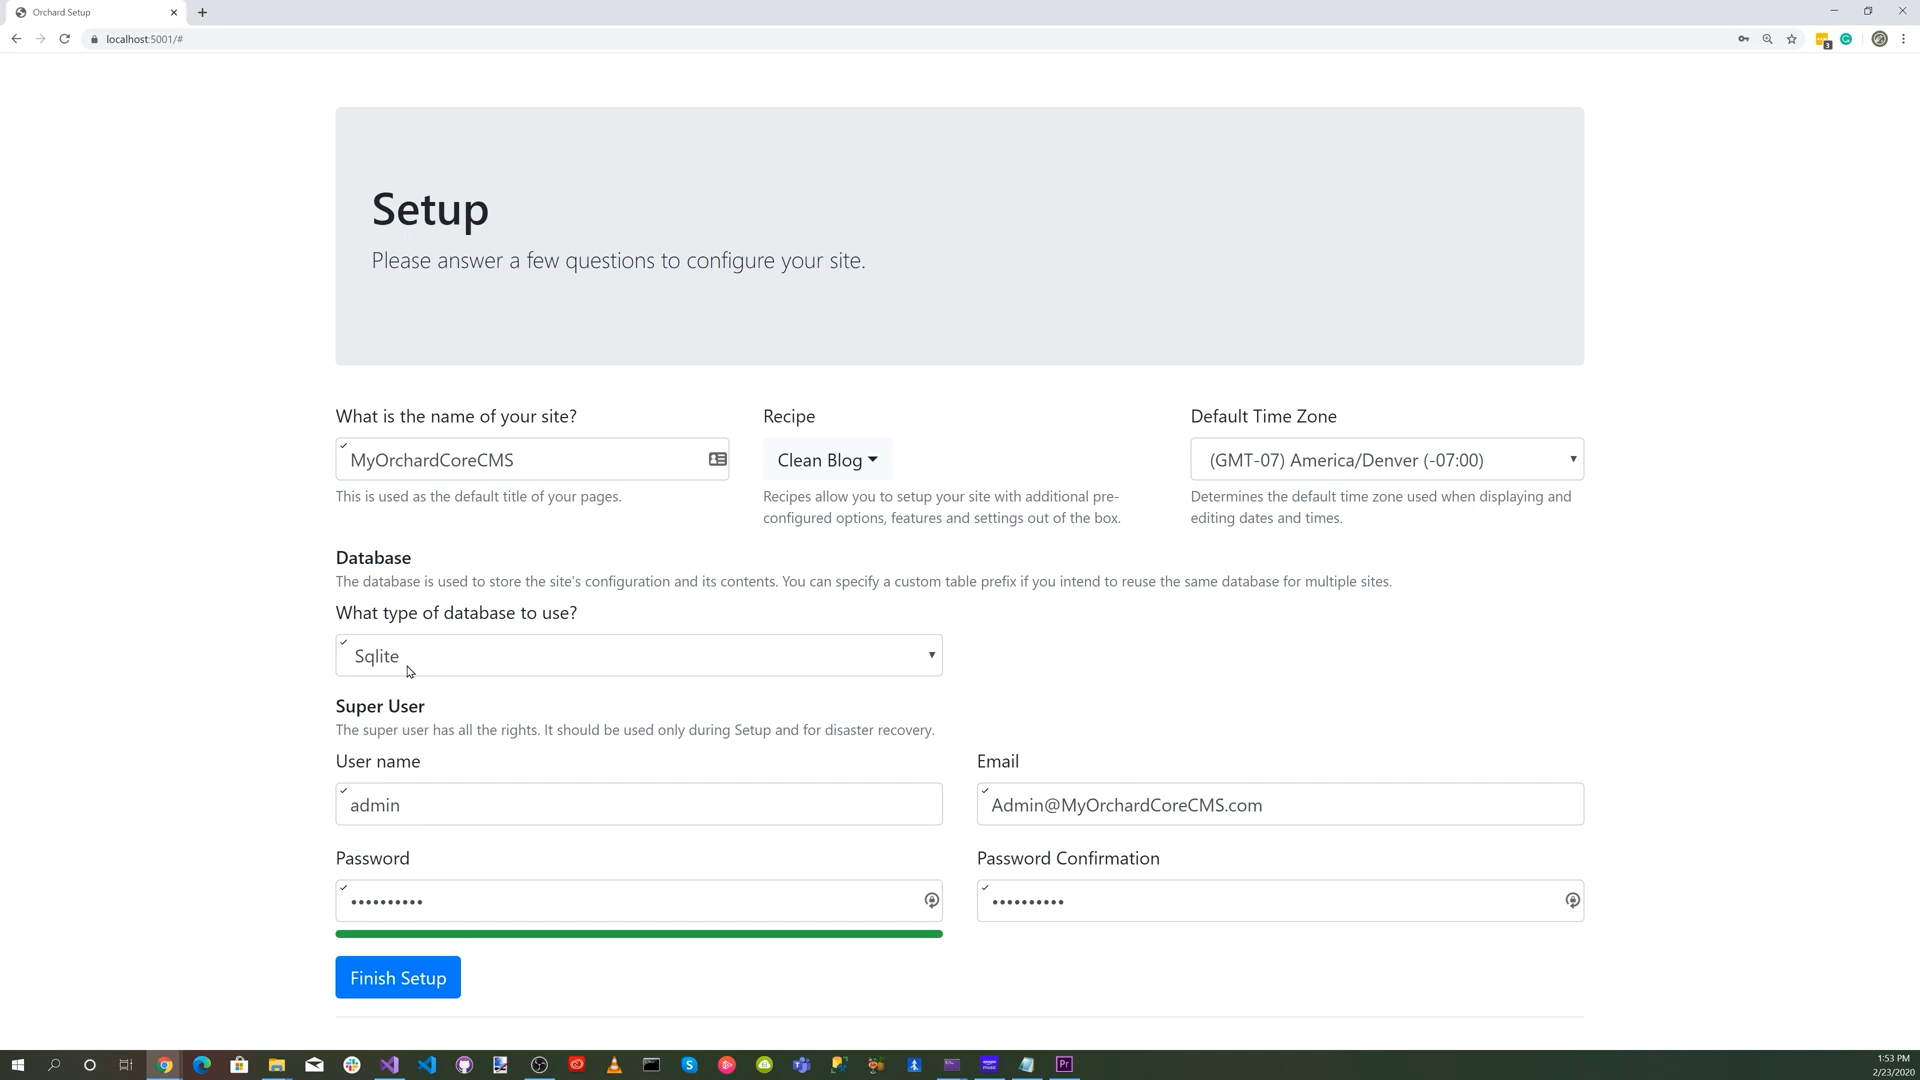 Orchard Setup
localhost:5001/#
3
Setup
Please answer a few questions to configure your site.
What is the name of your site?
MyOrchardCoreCMS
This is used as the default title of your pages.
Recipe
Clean Blog
Recipes allow you to setup your site with additional pre-
configured options, features and settings out of the box.
Default Time Zone
(GMT-07) America/Denver (-07:00)
Determines the default time zone used when displaying and
editing dates and times.
Database
The database is used to store the site's configuration and its contents. You can specify a custom table prefix if you intend to reuse the same database for multiple sites.
What type of database to use?
Sqlite
Super User
The super user has all the rights. It should be used only during Setup and for disaster recovery.
User name
admin
Email
Admin@MyOrchardCoreCMS.com
Password
••••••••••
Password Confirmation
••••••••••
Finish Setup
Pr
1:53 PM
2/23/2020